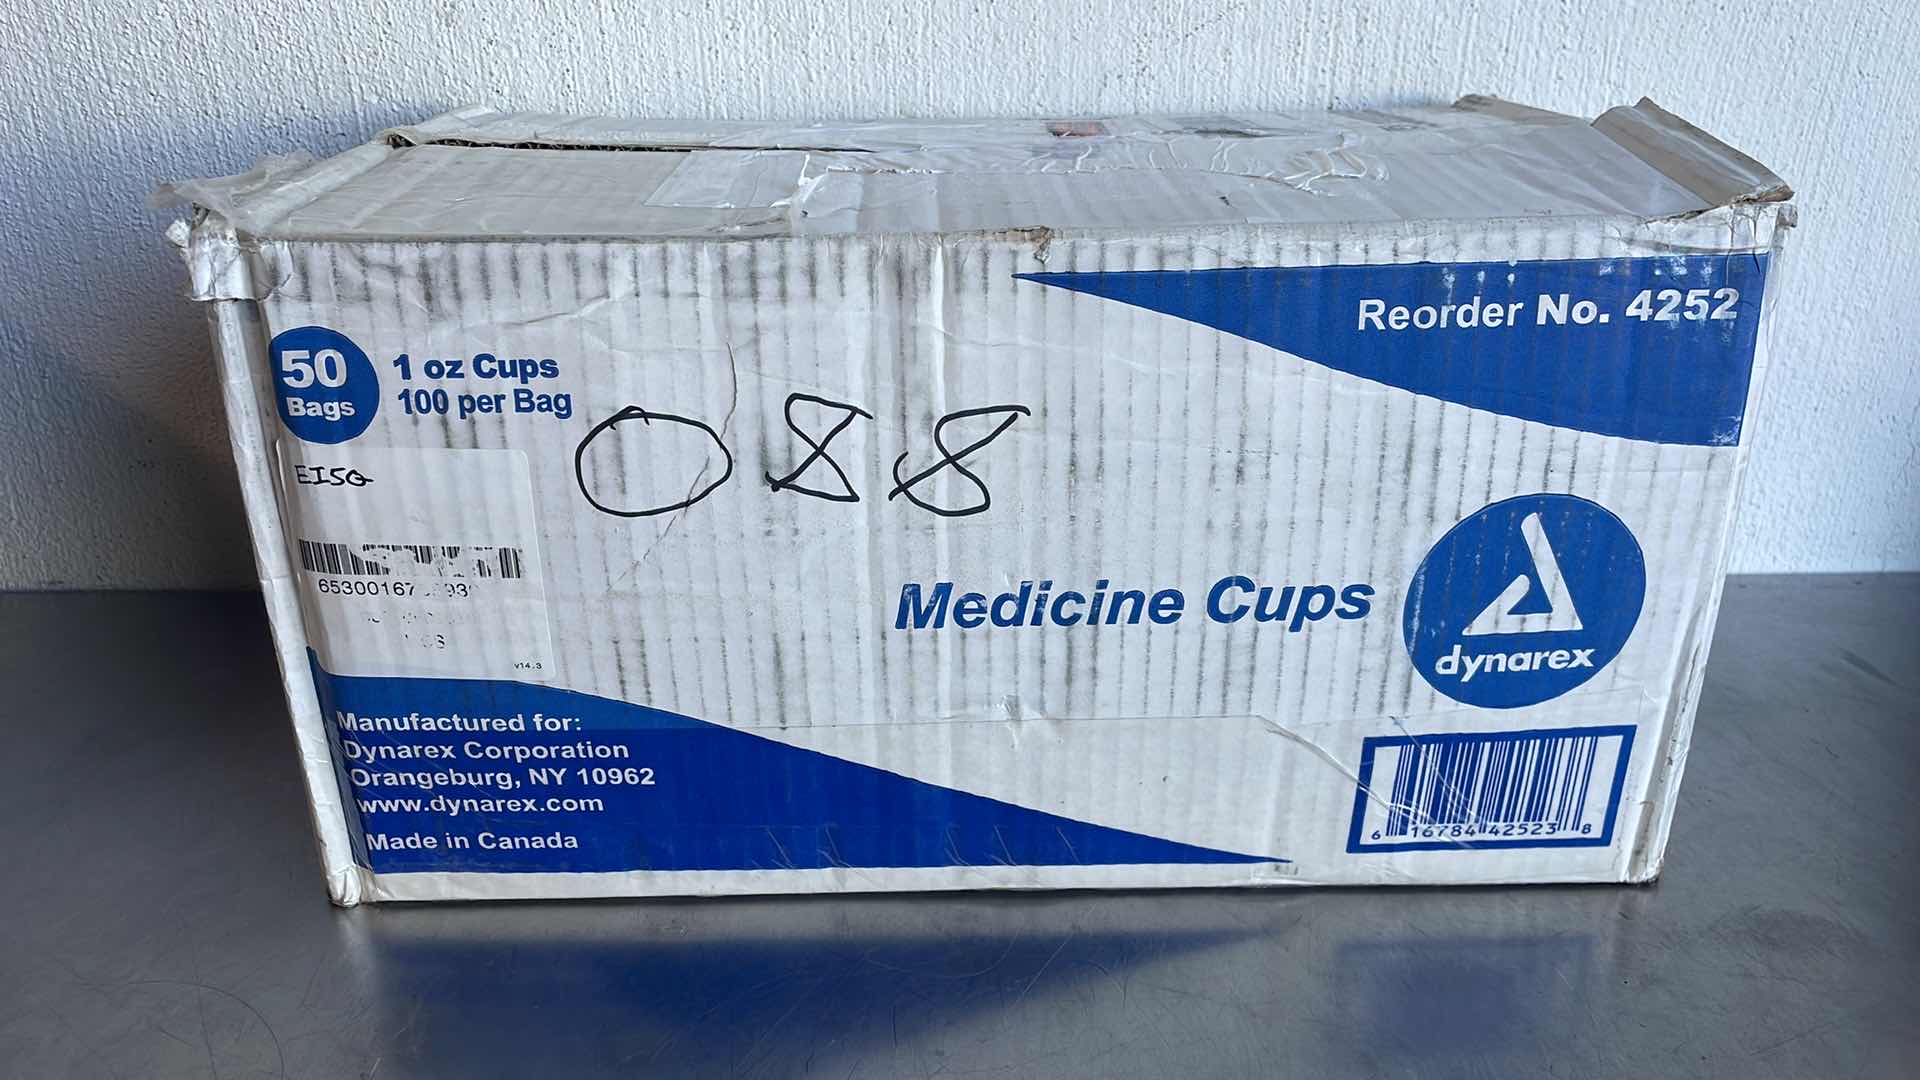 Reorder No. 4252
50
Bags
1 oz Cups
100 per Bag
088
EI5G
Medicine Cups
dynarex
v14.3
Manufactured for:
Dynarex Corporation
Orangeburg, NY 10962
www.dynarex.com
Made in Canada
6 16784 42523 8